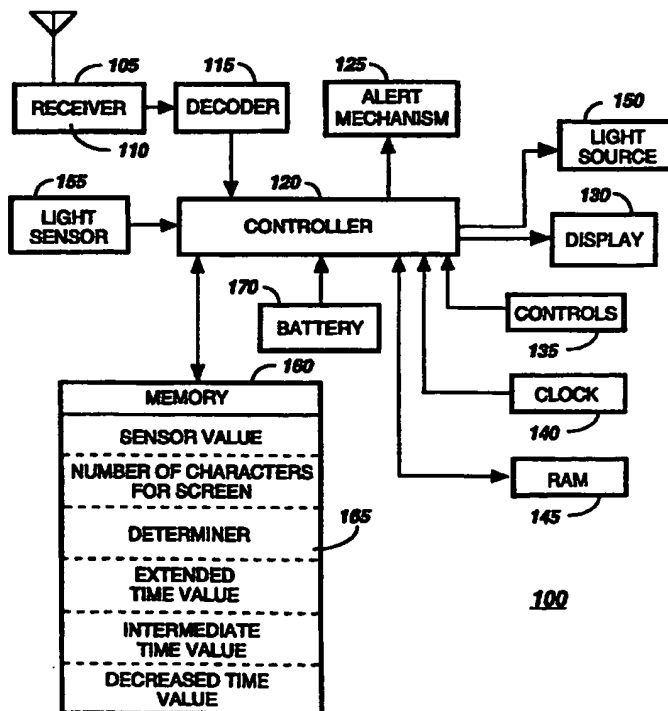 105
RECEIVER
110
115
DECODER
125
ALERT
MECHANISM
150
LIGHT
SOURCE
155
LIGHT
SENSOR
120
CONTROLLER
130
DISPLAY
170
BATTERY
CONTROLS
135
CLOCK
140
RAM
145
160
MEMORY
SENSOR VALUE
NUMBER OF CHARACTERS
FOR SCREEN
DETERMINER
165
EXTENDED
TIME VALUE
INTERMEDIATE
TIME VALUE
DECREASED TIME
VALUE
100